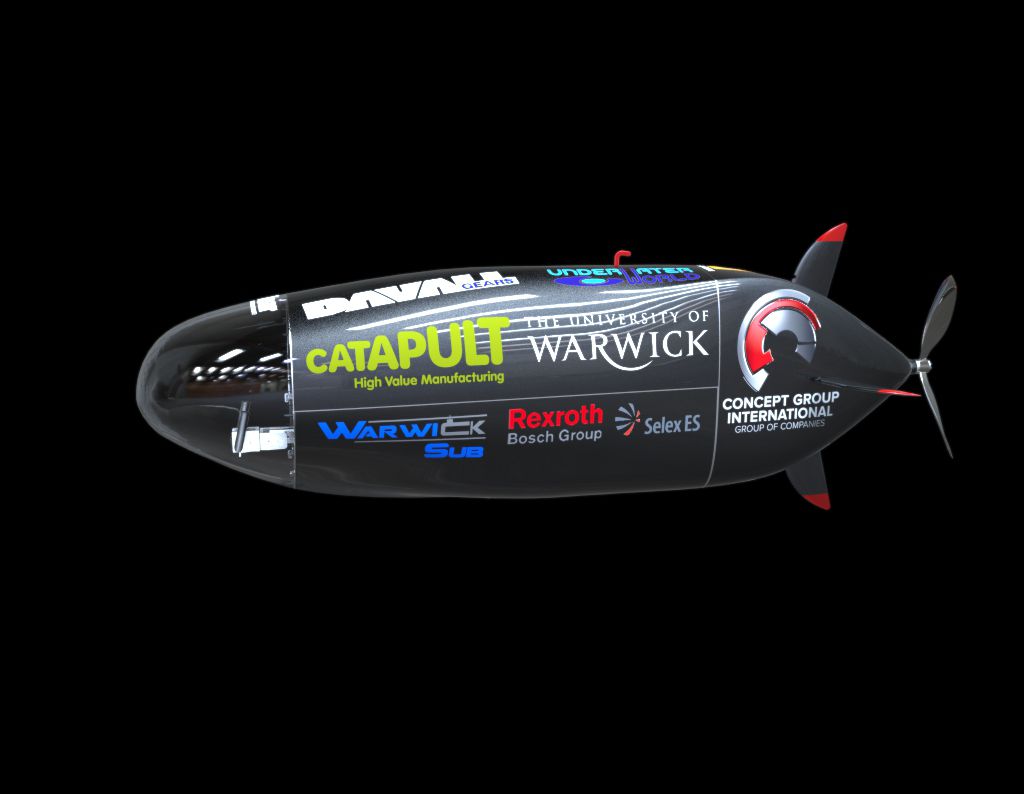 DAVALL
GEARS
UNDERWATER
WORLD
CATAPULT
High Value Manufacturing
THE UNIVERSITY OF
WARWICK
WARWICK
SUB
Rexroth
Bosch Group
Selex ES
CONCEPT GROUP
INTERNATIONAL
GROUP OF COMPANIES